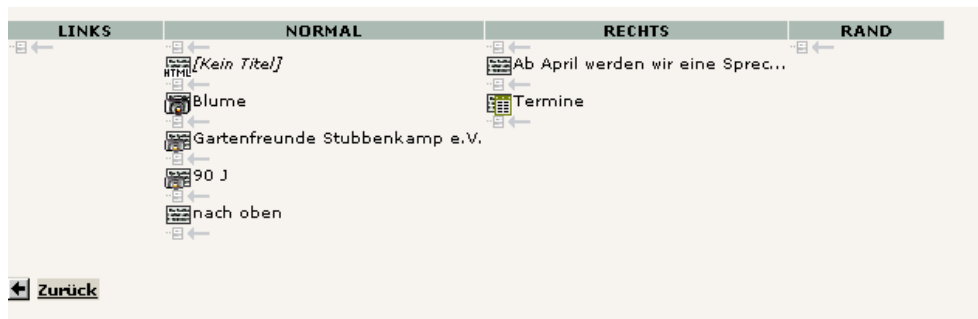 LINKS NORMAL RECHTS RAND
HTML [Kein Titel] Ab April werden wir eine Sprec...
Blume Termine
Gartenfreunde Stubbenkamp e.V.
90 J
nach oben
Zurück